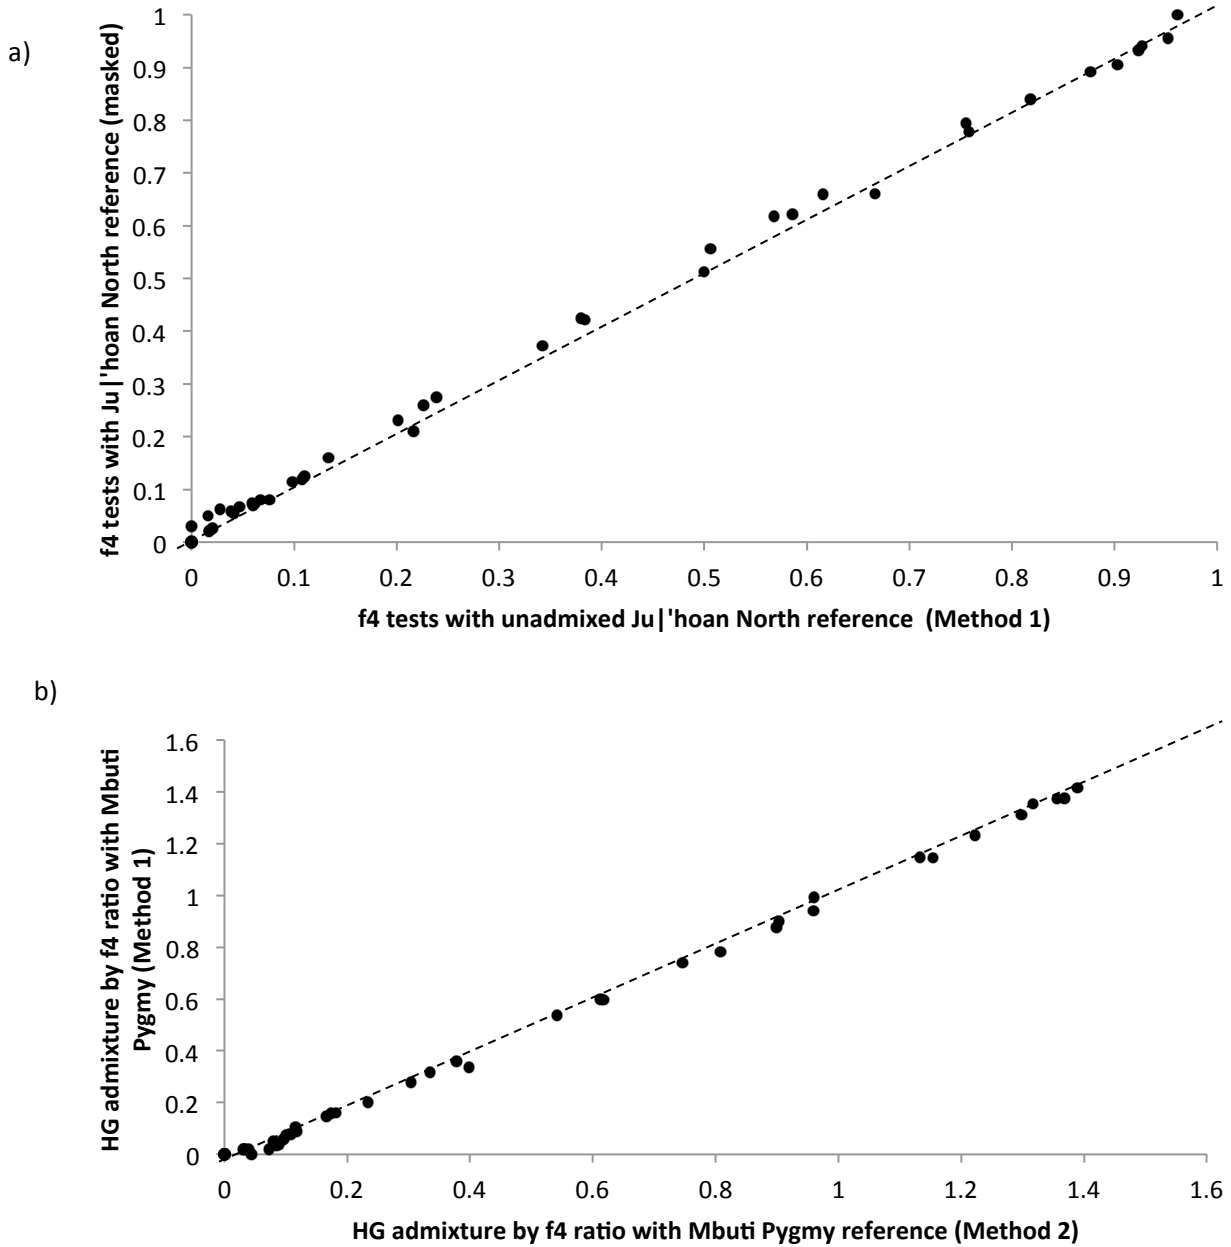 a)
f4 tests with Ju|'hoan North reference (masked)
1
0.9
0.8
0.7
0.6
0.5
0.4
0.3
0.2
0.1
0
0 0.1 0.2 0.3 0.4 0.5 0.6 0.7 0.8 0.9 1
f4 tests with unadmixed Ju|'hoan North reference (Method 1)
b)
HG admixture by f4 ratio with Mbuti
Pygmy (Method 1)
1.6
1.4
1.2
1
0.8
0.6
0.4
0.2
0
0 0.2 0.4 0.6 0.8 1 1.2 1.4 1.6
HG admixture by f4 ratio with Mbuti Pygmy reference (Method 2)